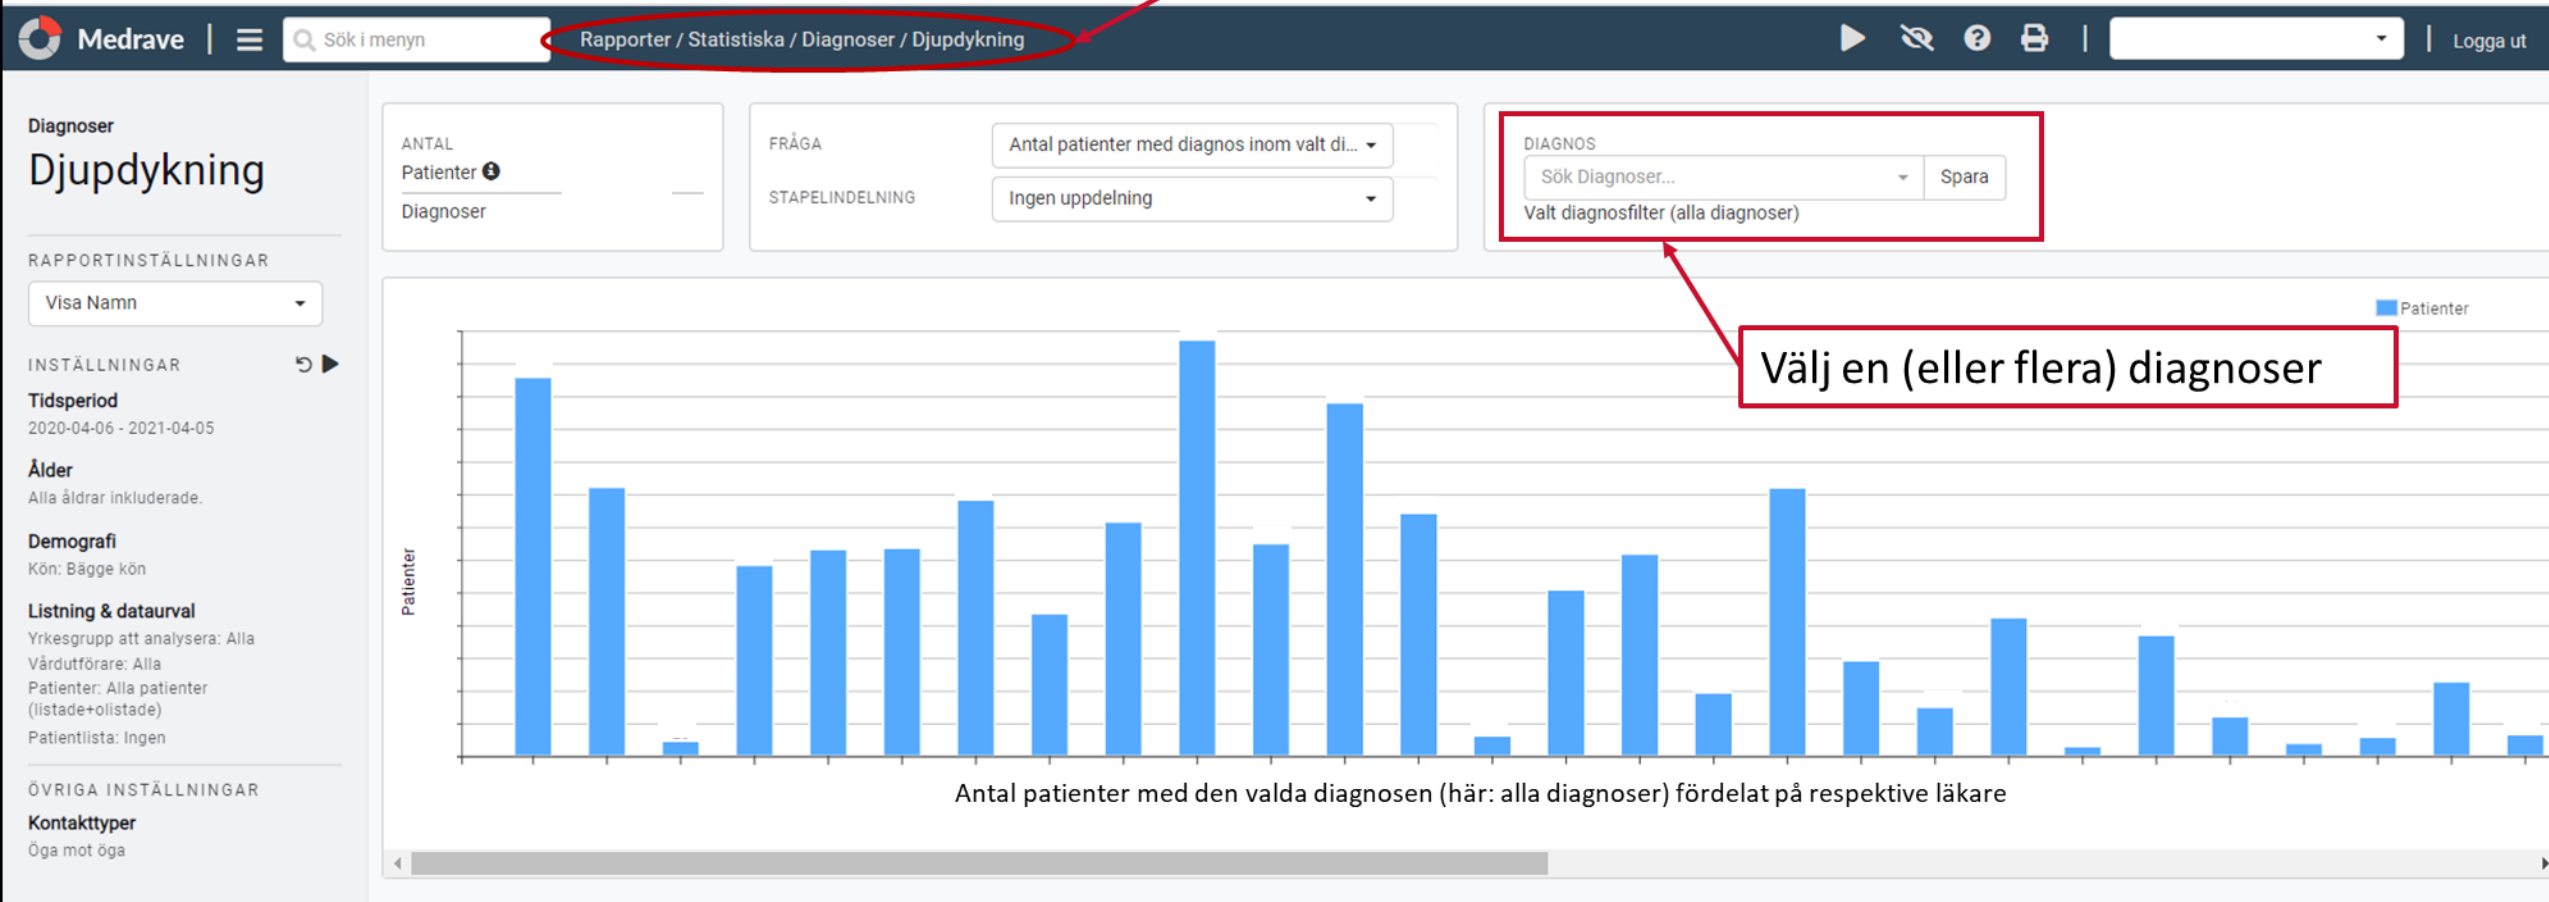 Medrave
Sök i menyn
Rapporter / Statistiska / Diagnoser / Djupdykning
Logga ut
Diagnoser
Djupdykning
RAPPORTINSTÄLLNINGAR
Visa Namn
INSTÄLLNINGAR
Tidsperiod
2020-04-06 - 2021-04-05
Ålder
Alla åldrar inkluderade.
Demografi
Kön: Bägge kön
Listning & dataurval
Yrkesgrupp att analysera: Alla
Vårdutförare: Alla
Patienter: Alla patienter
(listade+olistade)
Patientlista: Ingen
ÖVRIGA INSTÄLLNINGAR
Kontakttyper
Öga mot öga
ANTAL
Patienter
Diagnoser
FRÅGA
Antal patienter med diagnos inom valt di...
STAPELINDELNING
Ingen uppdelning
DIAGNOS
Sök Diagnoser...
Spara
Valt diagnosfilter (alla diagnoser)
Patienter
Välj en (eller flera) diagnoser
Patienter
Antal patienter med den valda diagnosen (här: alla diagnoser) fördelat på respektive läkare